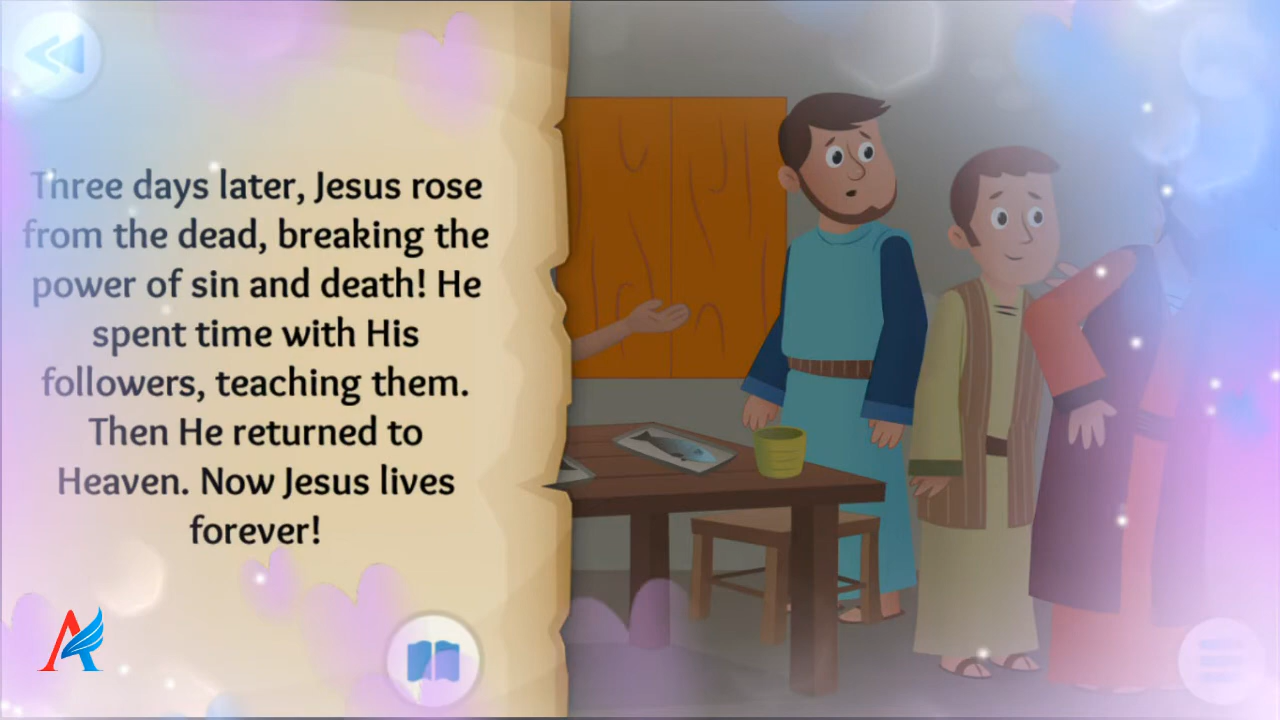 Three days later, Jesus rose
from the dead, breaking the
power of sin and death! He
spent time with His
followers, teaching them.
Then He returned to
Heaven. Now Jesus lives
forever!